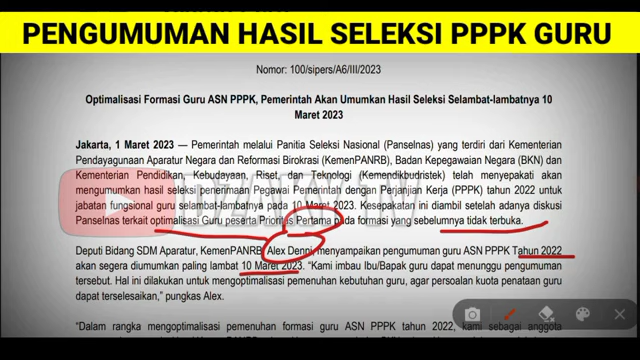 PENGUMUMAN HASIL SELEKSI PPPK GURU
Nomor: 100/sipers/A6/III/2023
Optimalisasi Formasi Guru ASN PPPK, Pemerintah Akan Umumkan Hasil Seleksi Selambat-lambatnya 10
Maret 2023
Jakarta, 1 Maret 2023 — Pemerintah melalui Panitia Seleksi Nasional (Panselnas) yang terdiri dari Kementerian
Pendayagunaan Aparatur Negara dan Reformasi Birokrasi (KemenPANRB), Badan Kepegawaian Negara (BKN) dan
Kementerian Pendidikan, Kebudayaan, Riset, dan Teknologi (Kemendikbudristek) telah menyepakati akan
mengumumkan hasil seleksi penerimaan Pegawai Pemerintah dengan Perjanjian Kerja (PPPK) tahun 2022 untuk
jabatan fungsional guru selambat-lambatnya pada 10 Maret 2023. Kesepakatan ini diambil setelah adanya diskusi
Panselnas terkait optimalisasi Guru peserta Prioritas Pertama pada formasi yang sebelumnya tidak terbuka.
DZAKY TV
Deputi Bidang SDM Aparatur, KemenPANRB, Alex Denni, menyampaikan pengumuman guru ASN PPPK Tahun 2022
akan segera diumumkan paling lambat 10 Maret 2023. “Kami imbau Ibu/Bapak guru dapat menunggu pengumuman
tersebut. Hal ini dilakukan untuk mengoptimalisasi pemenuhan kebutuhan guru, agar persoalan kuota penataan guru
dapat terselesaikan,” pungkas Alex.
“Dalam rangka mengoptimalisasi pemenuhan formasi guru ASN PPPK tahun 2022, kami sebagai anggota